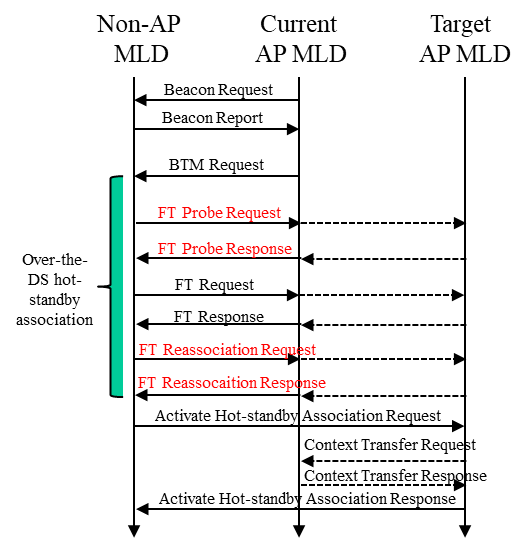 Non-AP
MLD
Current
AP MLD
Target
AP MLD
Beacon Request
Beacon Report
BTM Request
FT Probe Request
FT Probe Response
Over-the-
DS hot-
standby
association
FT Request
FT Response
FT Reassociation Request
FT Reassocaition Response
Activate Hot-standby Association Request
Context Transfer Request
Context Transfer Response
Activate Hot-standby Association Response